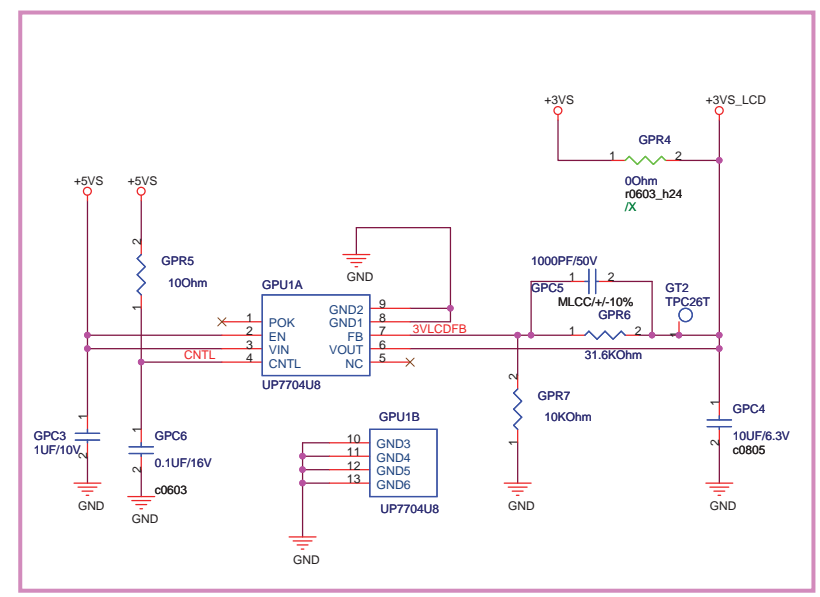 +3VS
+3VS_LCD
GPR4
1
2
0Ohm
r0603_h24
/X
+5VS
+5VS
2
GPR5
10Ohm
1
GND
GPU1A
1 POK
2 EN
3 VIN
4 CNTL
CNTL
GND2 9
GND1 8
FB 7
VOUT 6
NC 5
3VLCDFB
UP7704U8
1000PF/50V
GPC5
1
2
MLCC/+/-10%
GPR6
1
2
31.6KOhm
GT2
TPC26T
1
2
GPR7
10KOhm
1
GND
1
GPC4
10UF/6.3V
2
c0805
GND
1
GPC3
1UF/10V
2
GND
1
GPC6
0.1UF/16V
2
c0603
GND
GPU1B
10 GND3
11 GND4
12 GND5
13 GND6
UP7704U8
GND